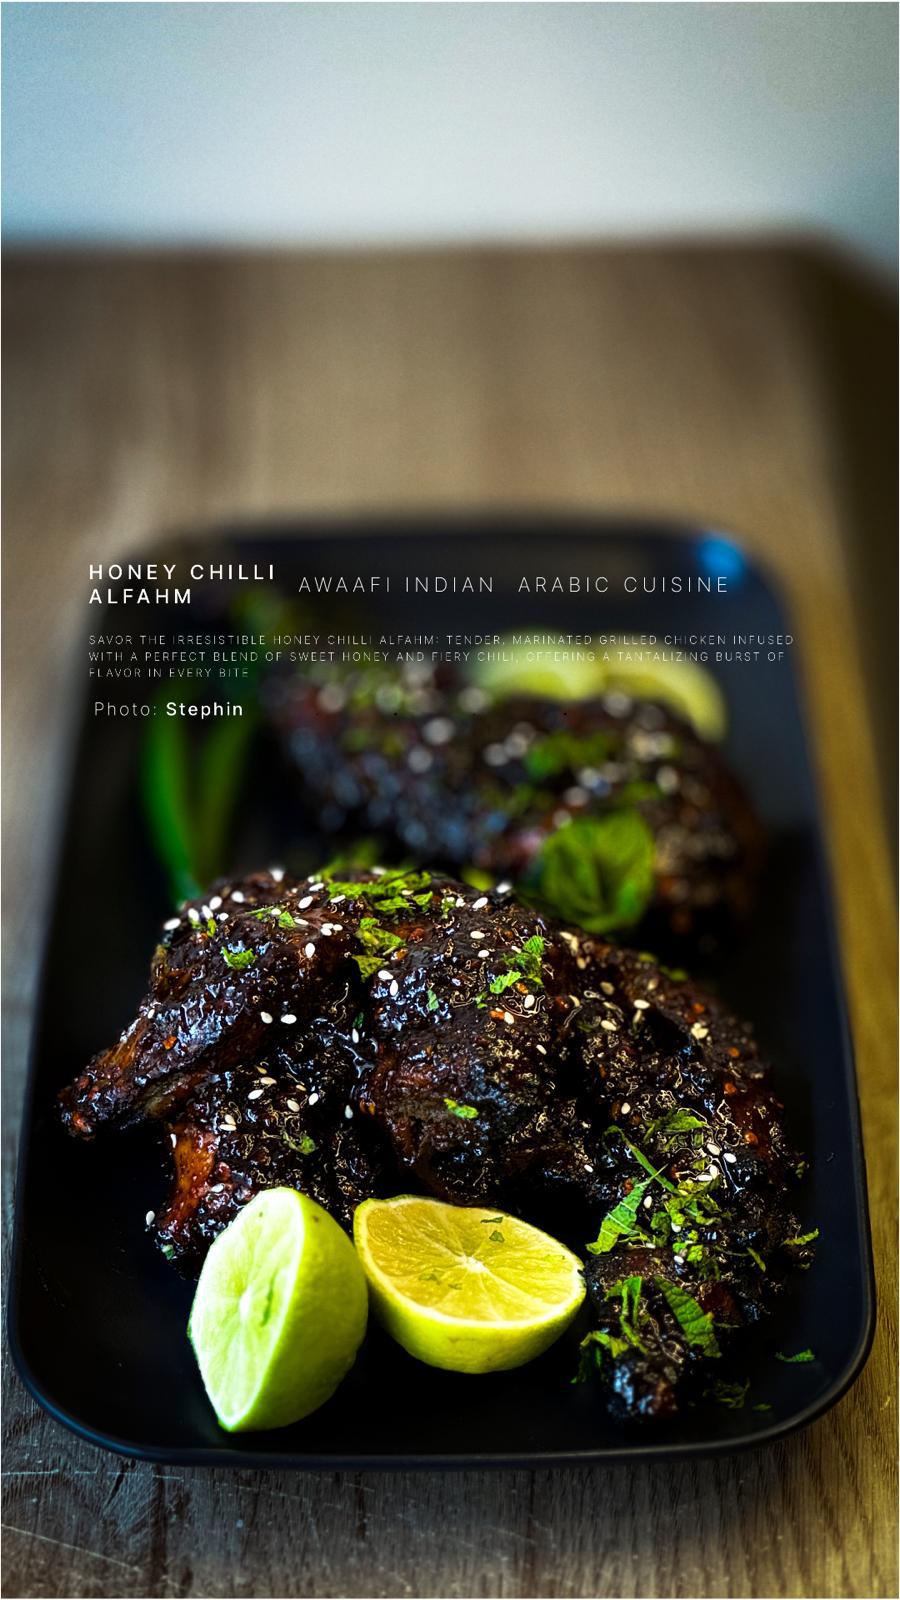 HONEY CHILLI
ALFAHM
AWAAFI INDIAN ARABIC CUISINE
SAVOR THE IRRESISTIBLE HONEY CHILLI ALFAHM: TENDER, MARINATED GRILLED CHICKEN INFUSED
WITH A PERFECT BLEND OF SWEET HONEY AND FIERY CHILI, OFFERING A TANTALIZING BURST OF
FLAVOR IN EVERY BITE
Photo: Stephin